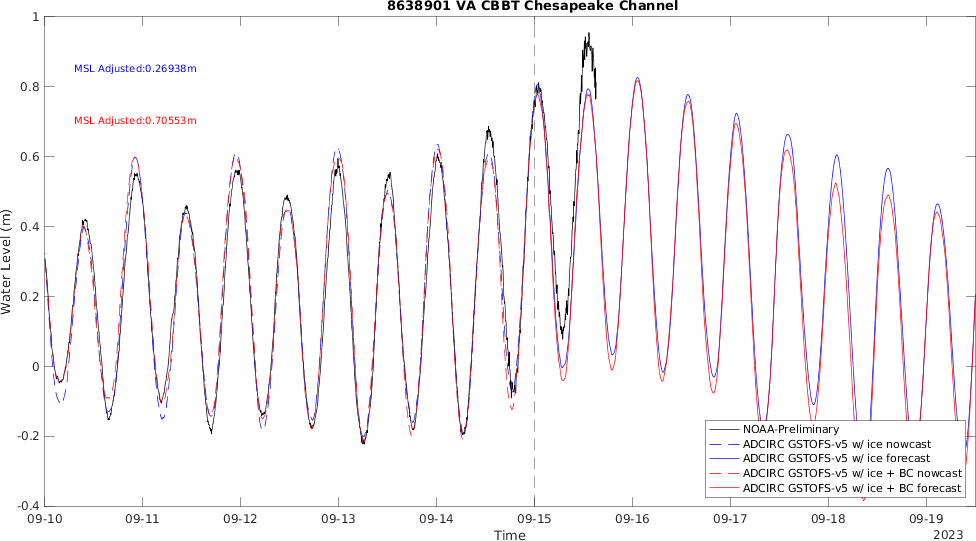 8638901 VA CBBT Chesapeake Channel
1
0.8
0.6
0.4
0.2
0
-0.2
-0.4
Water Level (m)
MSL Adjusted:0.26938m
MSL Adjusted:0.70553m
NOAA-Preliminary
ADCIRC GSTOFS-v5 w/ ice nowcast
ADCIRC GSTOFS-v5 w/ ice forecast
ADCIRC GSTOFS-v5 w/ ice + BC nowcast
ADCIRC GSTOFS-v5 w/ ice + BC forecast
09-10 09-11 09-12 09-13 09-14 09-15 09-16 09-17 09-18 09-19
Time
2023